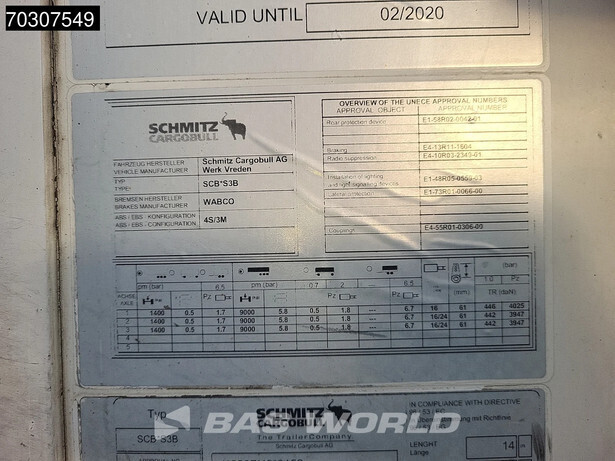 70307549
VALID UNTIL 02/2020
SCHMITZ
CARGOBULL
FAHRZEUG HERSTELLER
VEHICLE MANUFACTURER
Schmitz Cargobull AG
Werk Vreden
TYP
TYPE:
SCB*S3B
BREMSEN HERSTELLER
BRAKES MANUFACTURER
WABCO
ABS / EBS - KONFIGURATION
ABS / EBS - CONFIGURATION
4S/3M
OVERVIEW OF THE UNECE APPROVAL NUMBERS
APPROVAL OBJECT APPROVAL NUMBER
Rear protection device E1-58R02-0042-01
Braking E4-13R11-1604
Radio suppression E4-10R03-2343-01
Installation of lighting
and light signalling devices E1-48R05-0555-03
Lateral protection E1-73R01-0066-00
Couplings E4-55R01-0306-00
(bar)
pm (bar) 6.5 pm (bar) 0.7 2 --- 6.5 (mm) 1.0 Pz
ACHSE
AXLE Pz Pz TR (daN)
1 1400 0.5 1.7 9000 5.8 0.5 1.8 --- 6.7 16 61 446 4025
2 1400 0.5 1.7 9000 5.8 0.5 1.8 --- 6.7 16/24 61 442 3947
3 1400 0.5 1.7 9000 5.8 0.5 1.8 --- 6.7 16/24 61 442 3947
4
5
Typ
SCB*S3B
SCHMITZ
CARGOBULL
The Trailer Company.
Schmitz Cargobull AG
IN COMPLIANCE WITH DIRECTIVE
LENGHT
Länge
14 m
BAS WORLD